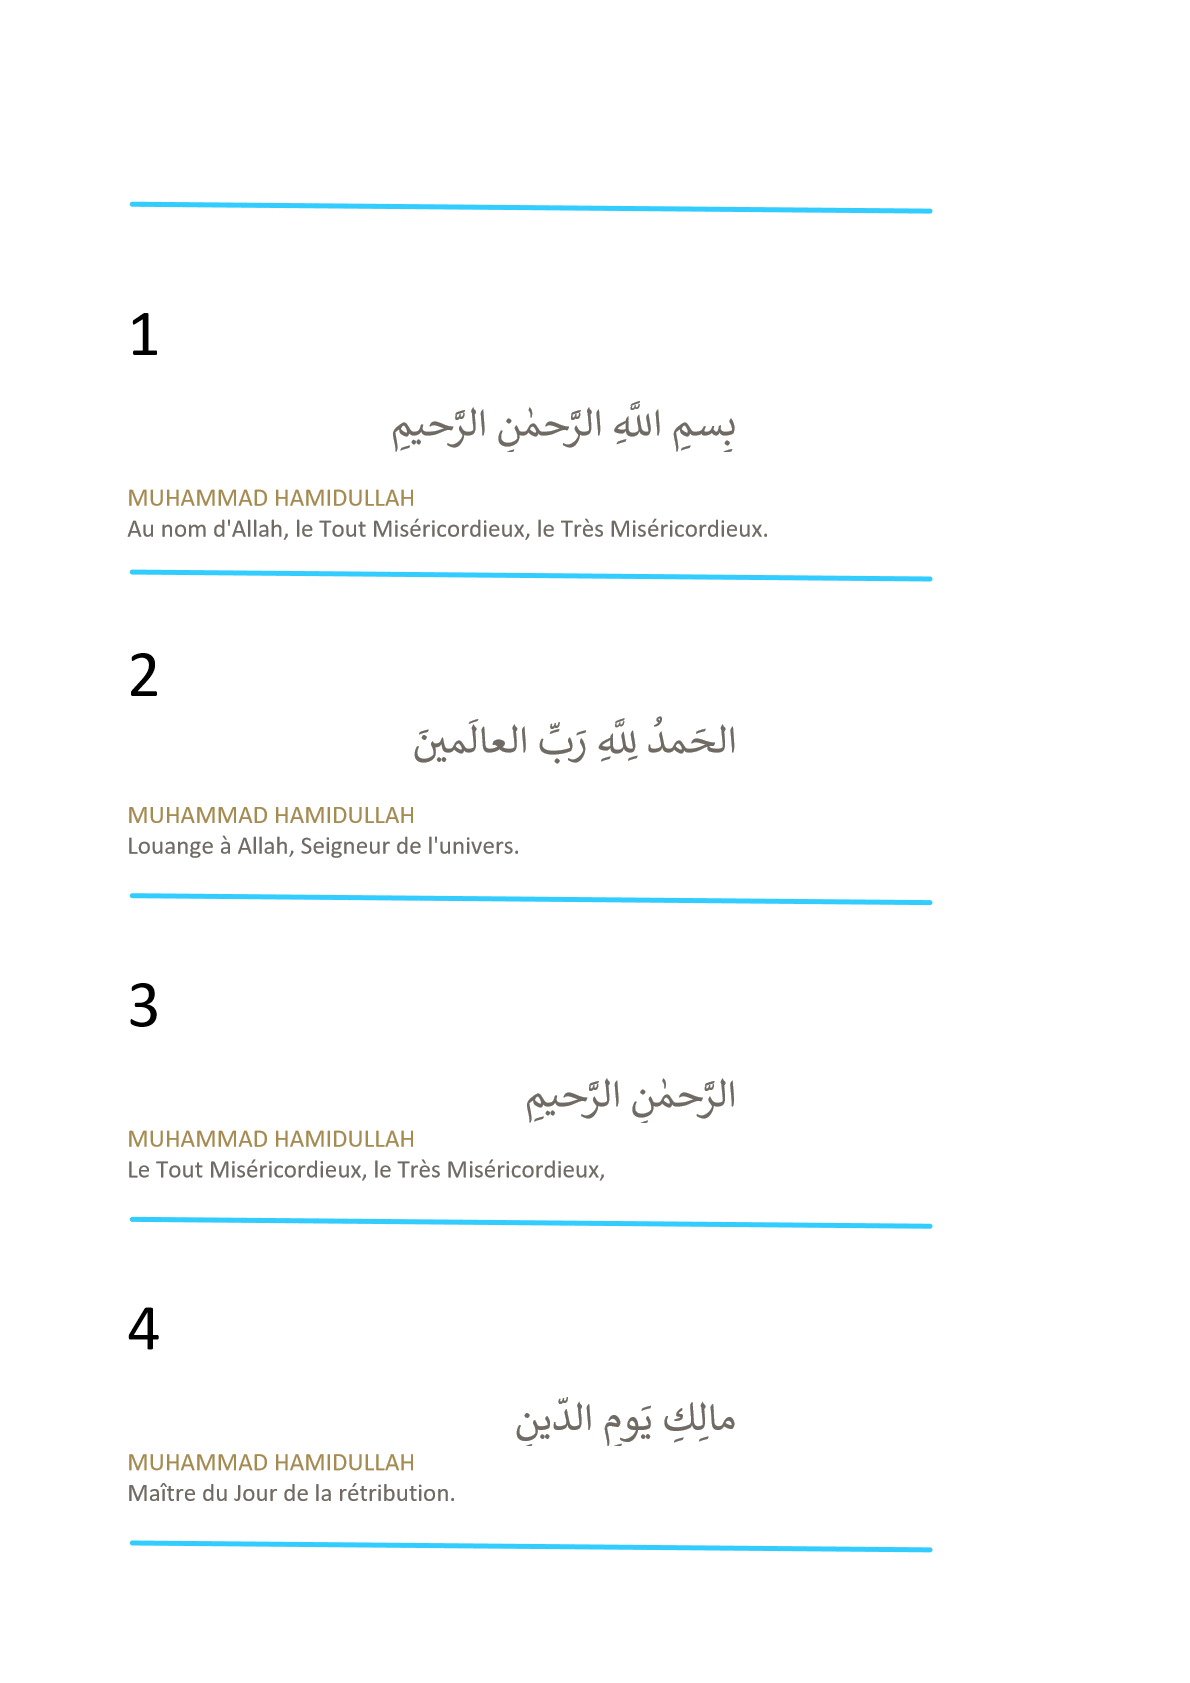 1
بِسمِ اللَّهِ الرَّحمٰنِ الرَّحيمِ
MUHAMMAD HAMIDULLAH
Au nom d'Allah, le Tout Miséricordieux, le Très Miséricordieux.
2
الحَمدُ لِلَّهِ رَبِّ العالَمينَ
MUHAMMAD HAMIDULLAH
Louange à Allah, Seigneur de l'univers.
3
الرَّحمٰنِ الرَّحيمِ
MUHAMMAD HAMIDULLAH
Le Tout Miséricordieux, le Très Miséricordieux,
4
مالِكِ يَومِ الدّينِ
MUHAMMAD HAMIDULLAH
Maître du Jour de la rétribution.